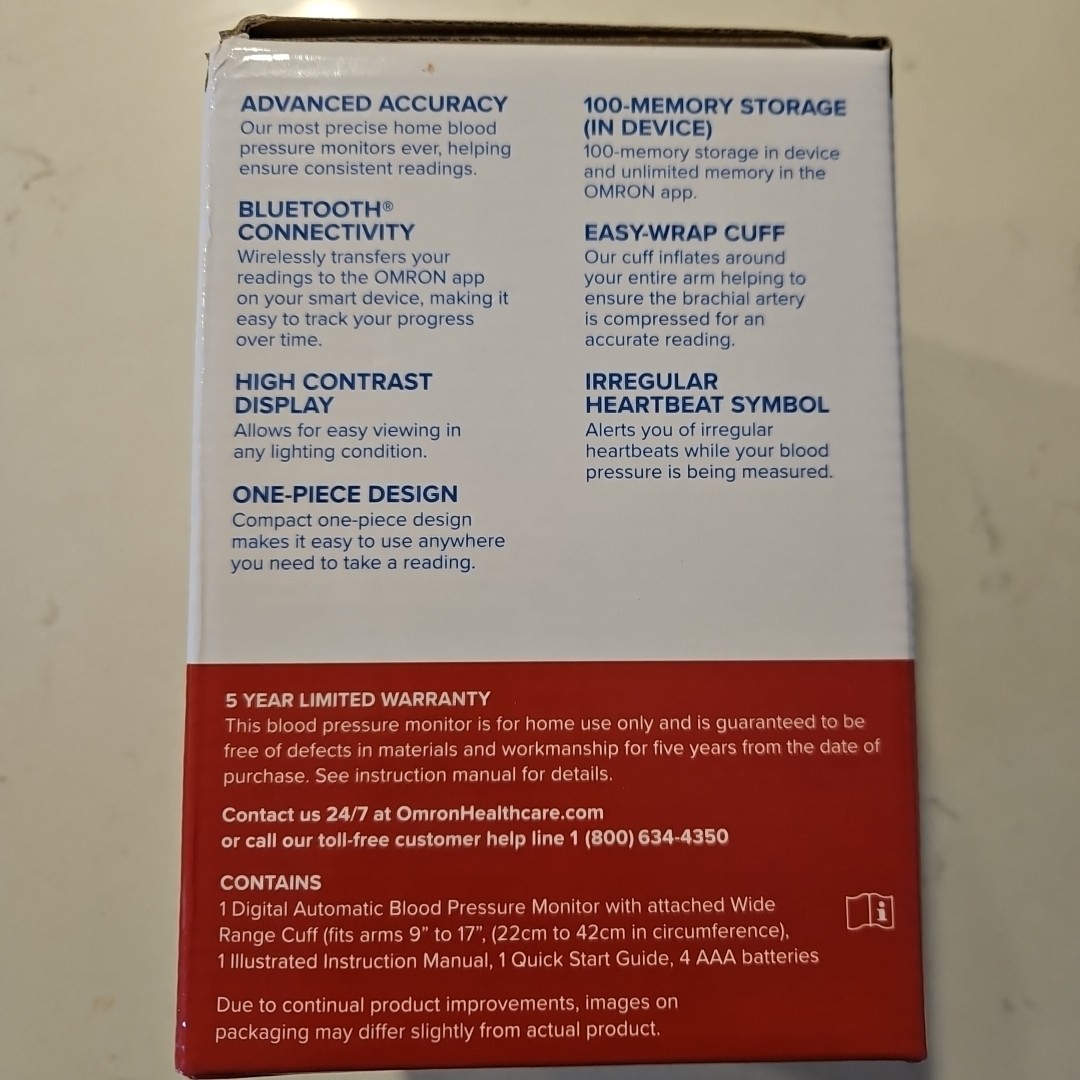 ADVANCED ACCURACY
Our most precise home blood
pressure monitors ever, helping
ensure consistent readings.
BLUETOOTH®
CONNECTIVITY
Wirelessly transfers your
readings to the OMRON app
on your smart device, making it
easy to track your progress
over time.
HIGH CONTRAST
DISPLAY
Allows for easy viewing in
any lighting condition.
ONE-PIECE DESIGN
Compact one-piece design
makes it easy to use anywhere
you need to take a reading.
100-MEMORY STORAGE
(IN DEVICE)
100-memory storage in device
and unlimited memory in the
OMRON app.
EASY-WRAP CUFF
Our cuff inflates around
your entire arm helping to
ensure the brachial artery
is compressed for an
accurate reading.
IRREGULAR
HEARTBEAT SYMBOL
Alerts you of irregular
heartbeats while your blood
pressure is being measured.
5 YEAR LIMITED WARRANTY
This blood pressure monitor is for home use only and is guaranteed to be
free of defects in materials and workmanship for five years from the date of
purchase. See instruction manual for details.
Contact us 24/7 at OmronHealthcare.com
or call our toll-free customer help line 1 (800) 634-4350
CONTAINS
1 Digital Automatic Blood Pressure Monitor with attached Wide
Range Cuff (fits arms 9” to 17”, (22cm to 42cm in circumference),
1 Illustrated Instruction Manual, 1 Quick Start Guide, 4 AAA batteries
Due to continual product improvements, images on
packaging may differ slightly from actual product.